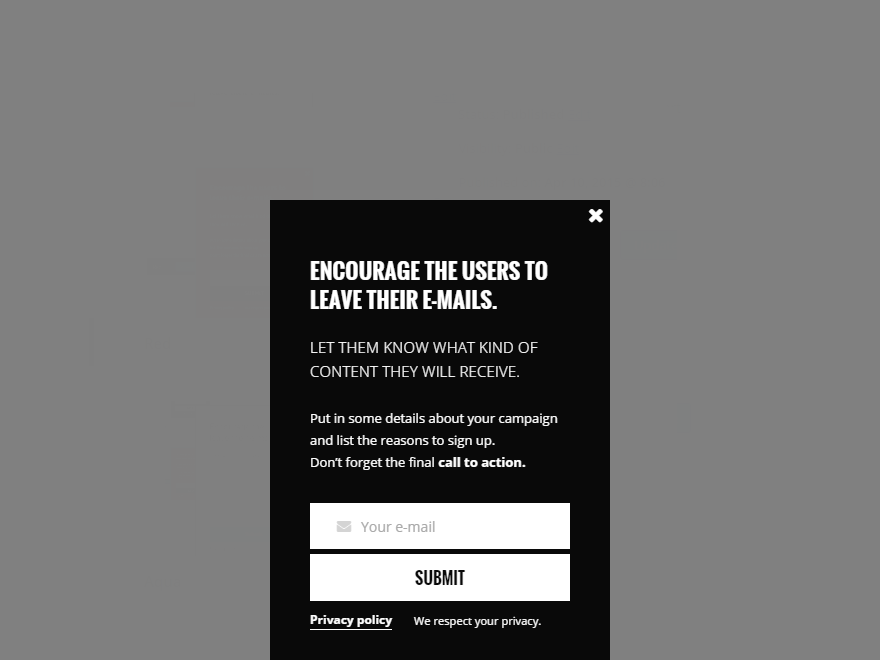 ENCOURAGE THE USERS TO
LEAVE THEIR E-MAILS.
LET THEM KNOW WHAT KIND OF
CONTENT THEY WILL RECEIVE.
Put in some details about your campaign
and list the reasons to sign up.
Don't forget the final call to action.
Your e-mail
SUBMIT
Privacy policy We respect your privacy.